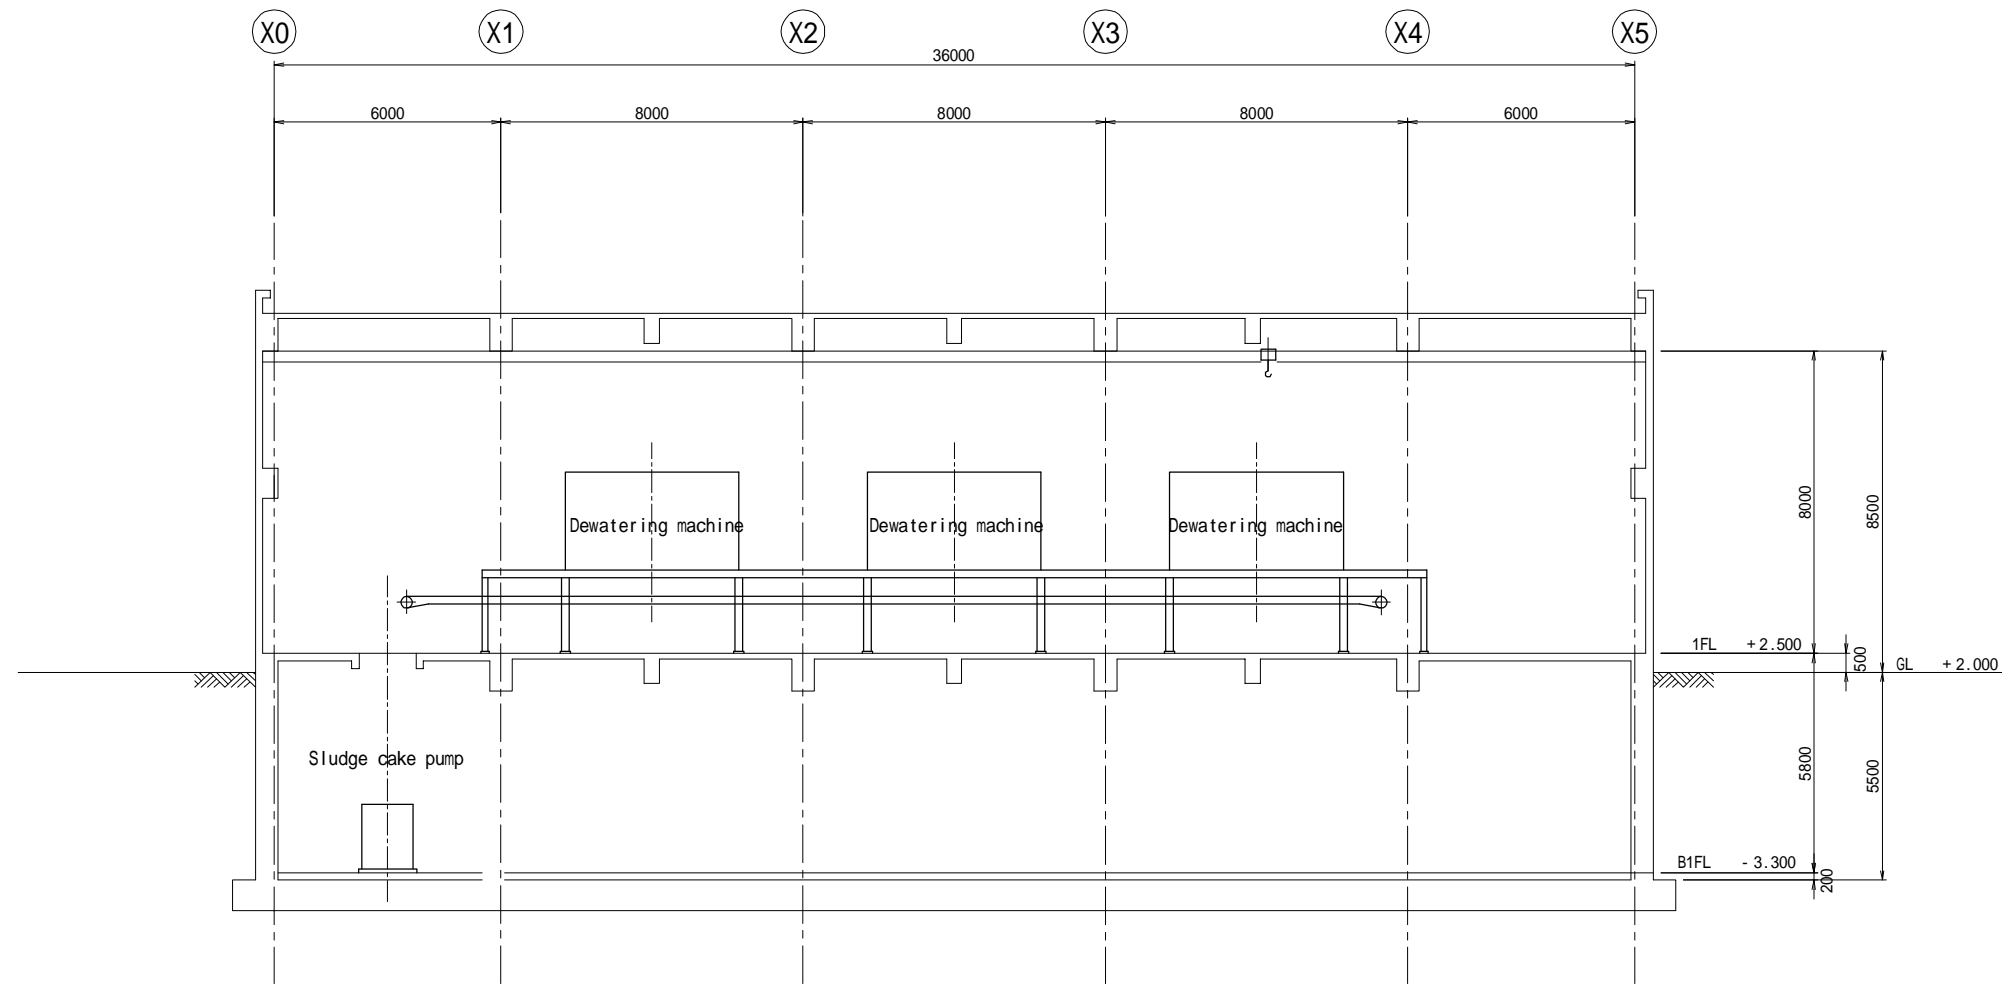 X0 X1 X2 X3 X4 X5
36000
6000 8000 8000 8000 6000
8000
8500
Dewatering machine Dewatering machine Dewatering machine
1FL +2.500
500
GL +2.000
Sludge cake pump
5800
5500
B1FL - 3.300
200